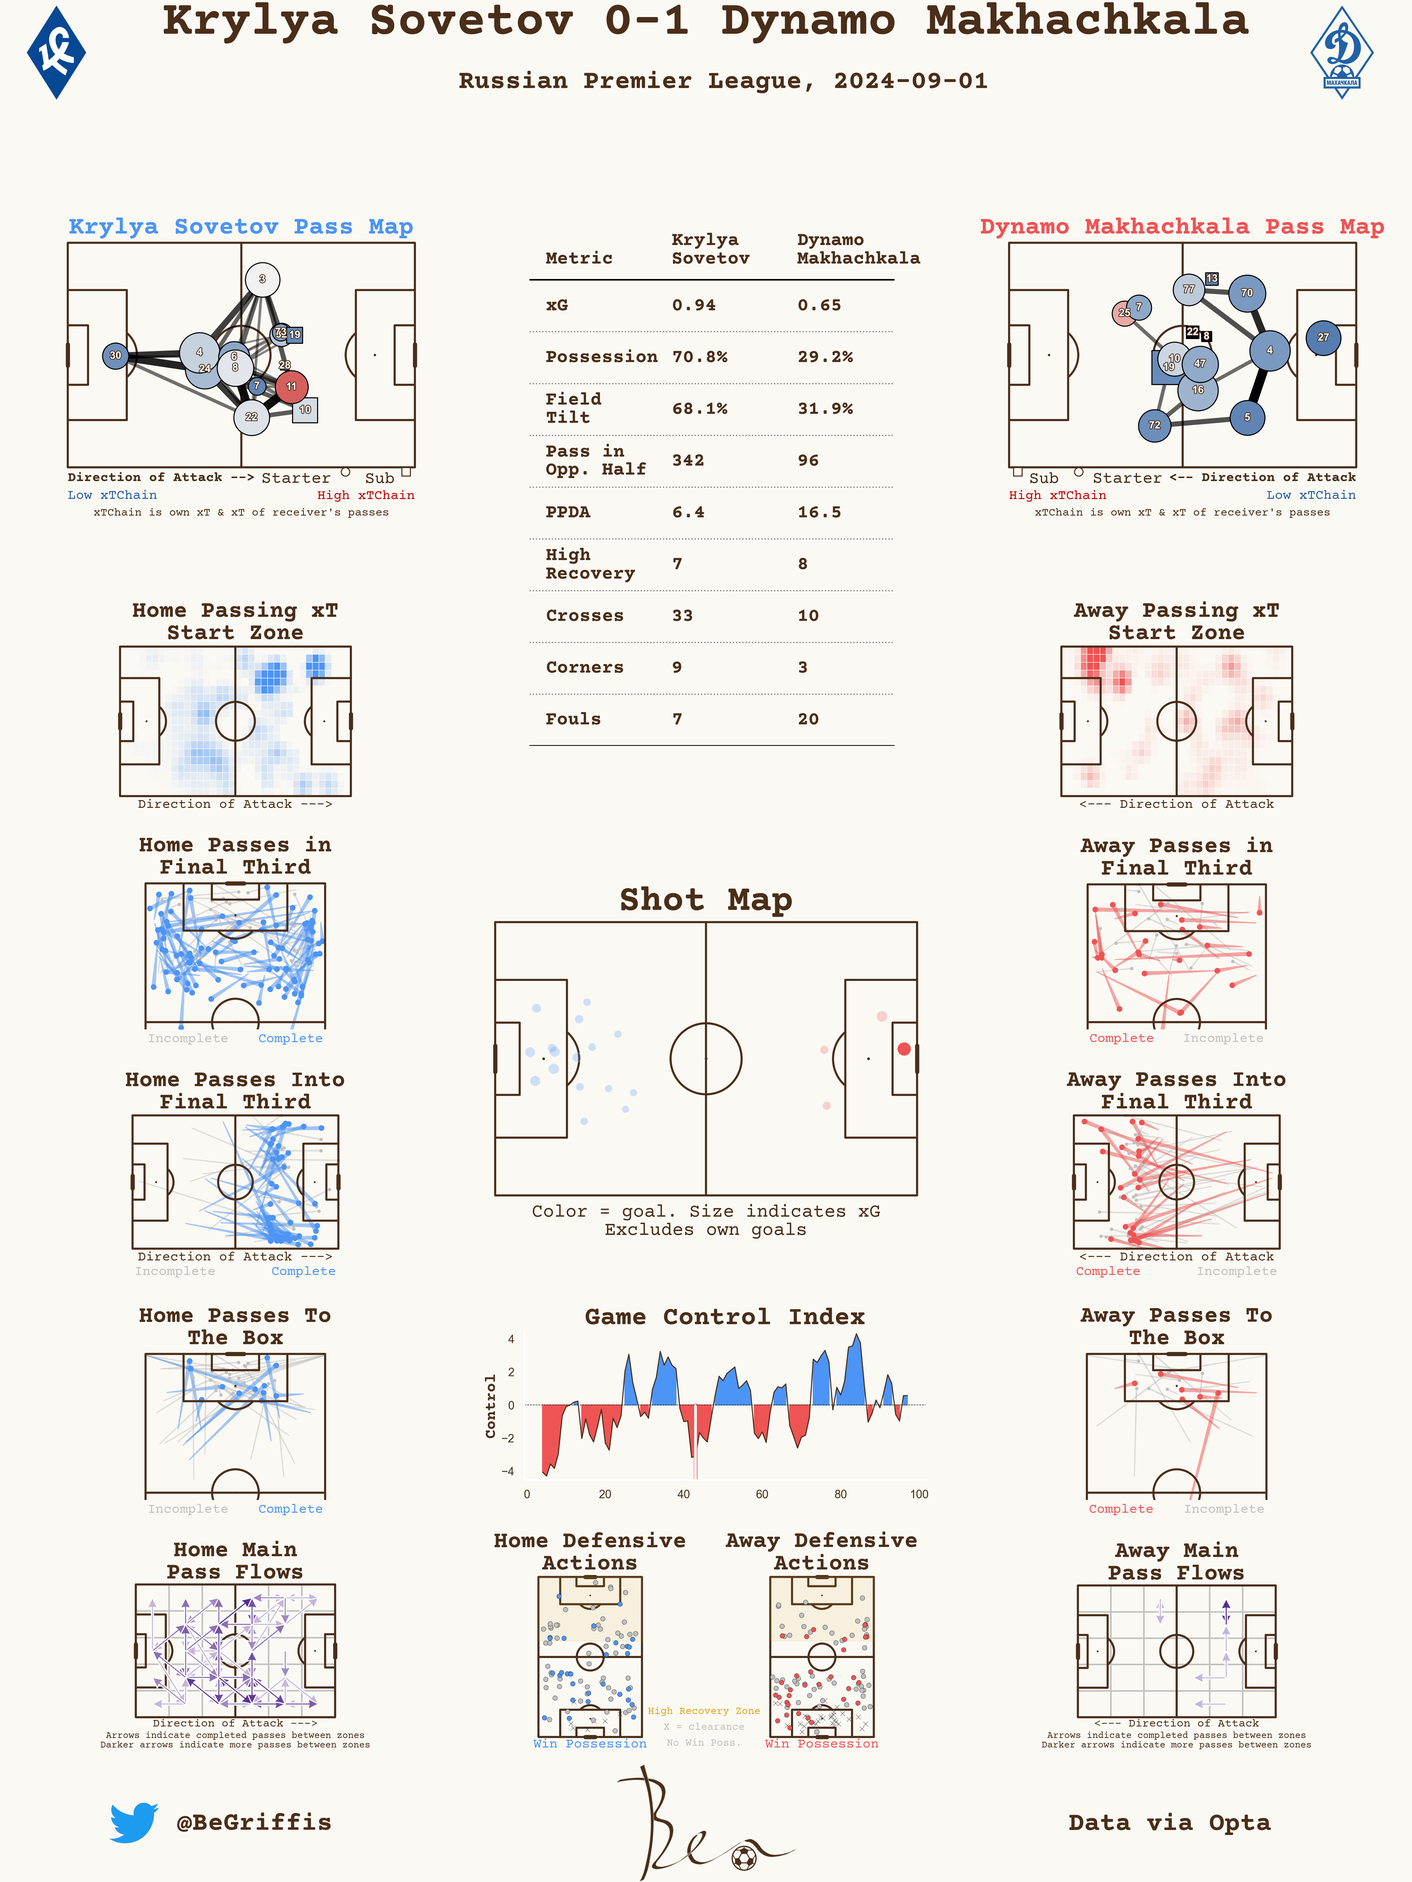 Krylya Sovetov 0-1 Dynamo Makhachkala
Russian Premier League, 2024-09-01
МАХАЧКАЛА
Krylya Sovetov Pass Map
3
30
4
24
6
8
73
19
28
7
11
22
10
Direction of Attack --> Starter Sub
Low xTChain High xTChain
xTChain is own xT & xT of receiver's passes
Metric Krylya Sovetov Dynamo Makhachkala
xG 0.94 0.65
Possession 70.8% 29.2%
Field Tilt 68.1% 31.9%
Pass in Opp. Half 342 96
PPDA 6.4 16.5
High Recovery 7 8
Crosses 33 10
Corners 9 3
Fouls 7 20
Dynamo Makhachkala Pass Map
77
13
70
25
7
22
8
27
10
19
47
4
16
72
5
Sub Starter <-- Direction of Attack
High xTChain Low xTChain
xTChain is own xT & xT of receiver's passes
Home Passing xT
Start Zone
Direction of Attack --->
Away Passing xT
Start Zone
<--- Direction of Attack
Home Passes in
Final Third
Incomplete Complete
Away Passes in
Final Third
Complete Incomplete
Shot Map
Color = goal. Size indicates xG
Excludes own goals
Home Passes Into
Final Third
Direction of Attack --->
Incomplete Complete
Away Passes Into
Final Third
<--- Direction of Attack
Complete Incomplete
Home Passes To
The Box
Incomplete Complete
Game Control Index
Control
4
2
0
−2
−4
0 20 40 60 80 100
Away Passes To
The Box
Complete Incomplete
Home Main
Pass Flows
Direction of Attack --->
Arrows indicate completed passes between zones
Darker arrows indicate more passes between zones
Home Defensive
Actions
Win Possession
High Recovery Zone
X = clearance
No Win Poss.
Away Defensive
Actions
Win Possession
Away Main
Pass Flows
<--- Direction of Attack
Arrows indicate completed passes between zones
Darker arrows indicate more passes between zones
@BeGriffis
Ben
Data via Opta